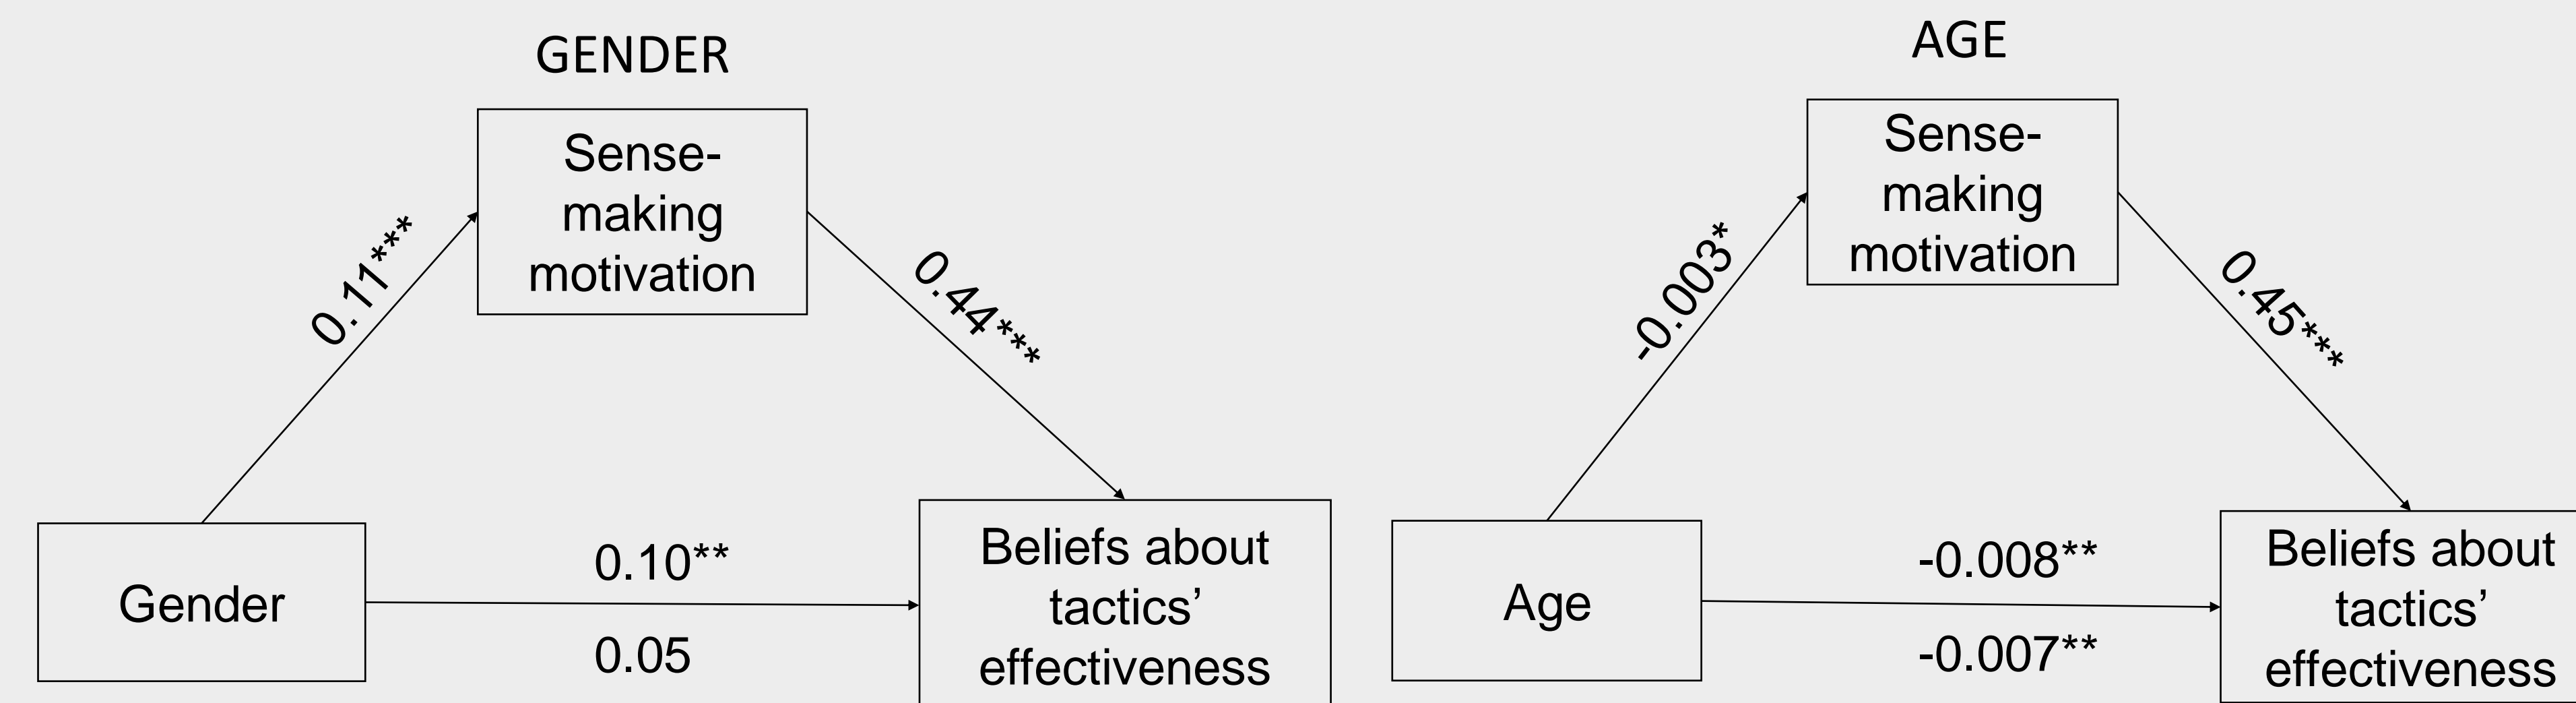 GENDER
Sense-
making
motivation
0.11***
0.44***
Gender
0.10**
0.05
Beliefs about
tactics’
effectiveness
AGE
Sense-
making
motivation
-0.003*
0.45***
Age
-0.008**
-0.007**
Beliefs about
tactics’
effectiveness